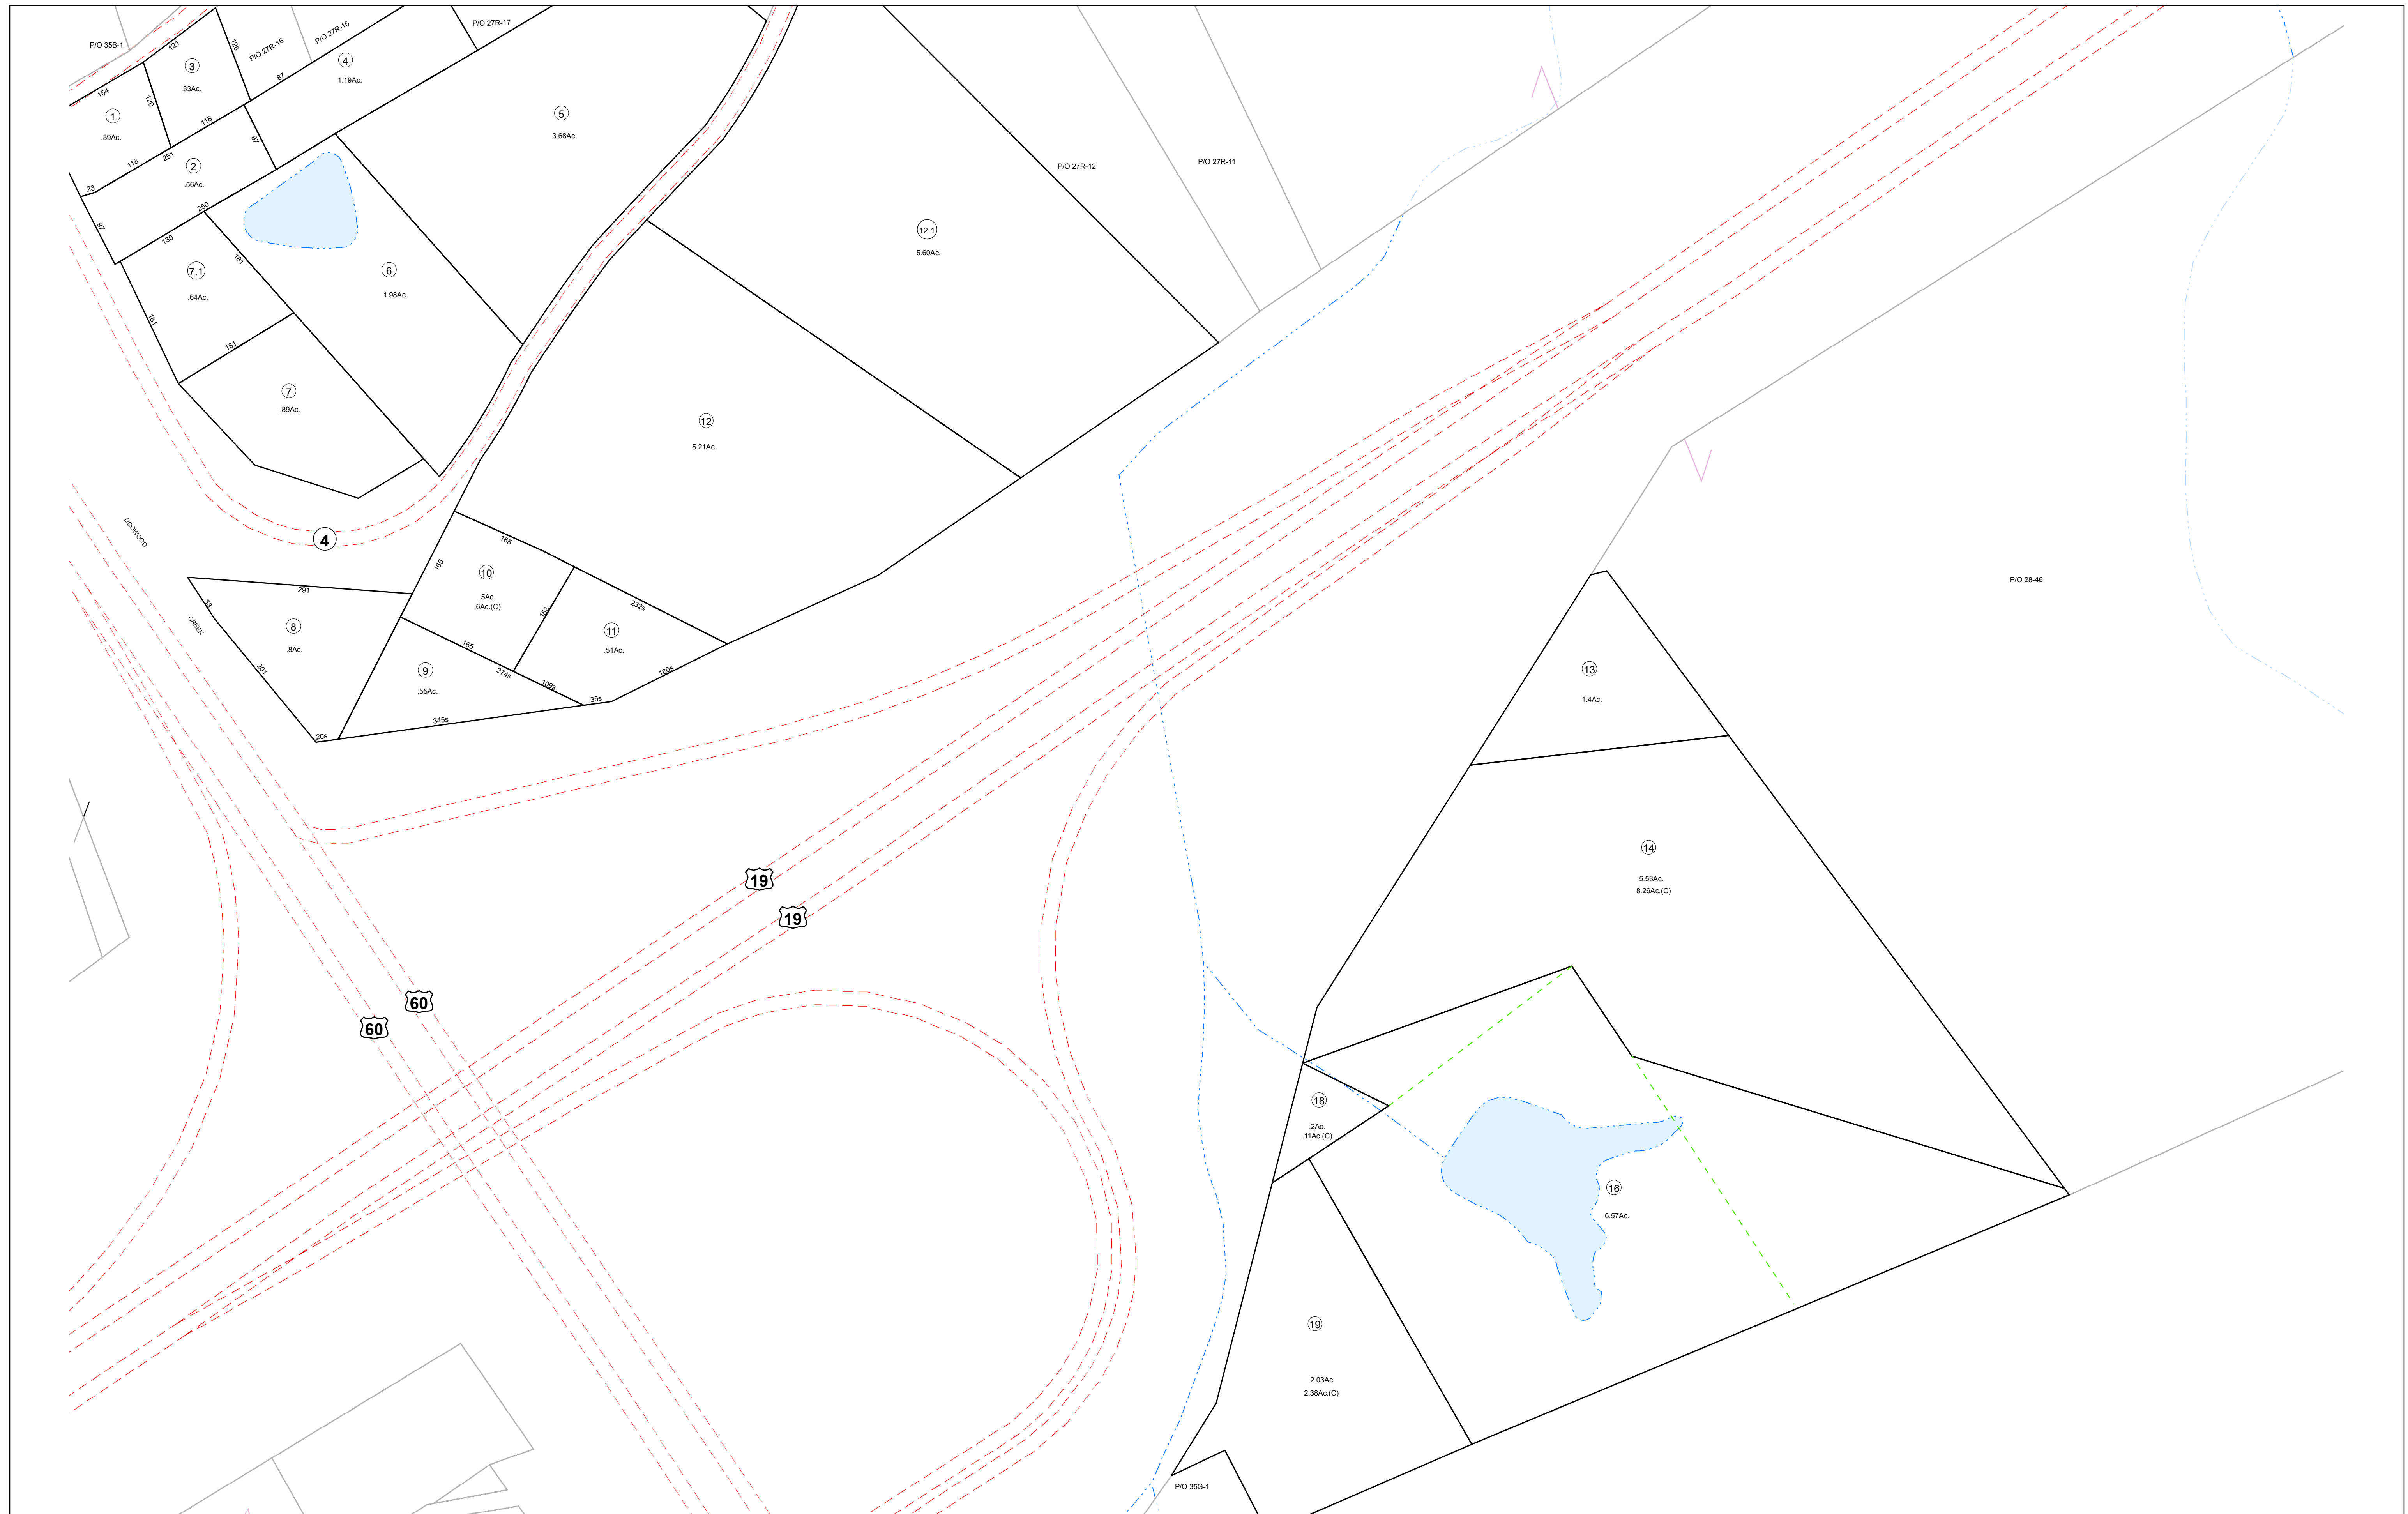 P/O 35B-1
121
3
.33Ac.
126
P/O 27R-16
P/O 27R-15
P/O 27R-17
4
1.19Ac.
87
154
1
.39Ac.
120
118
97
118
251
2
.56Ac.
23
97
250
130
5
3.68Ac.
P/O 27R-12
P/O 27R-11
12.1
5.60Ac.
7.1
.64Ac.
181
181
181
6
1.98Ac.
7
.89Ac.
12
5.21Ac.
DOGWOOD
CREEK
4
165
165
10
.5Ac.
.6Ac.(C)
153
232s
291
83
8
.8Ac.
201
20s
11
.51Ac.
165
274s
109s
9
.55Ac.
35s
180s
345s
P/O 28-46
13
1.4Ac.
14
5.53Ac.
8.26Ac.(C)
19
19
60
60
18
.2Ac.
.11Ac.(C)
16
6.57Ac.
19
2.03Ac.
2.38Ac.(C)
P/O 35G-1